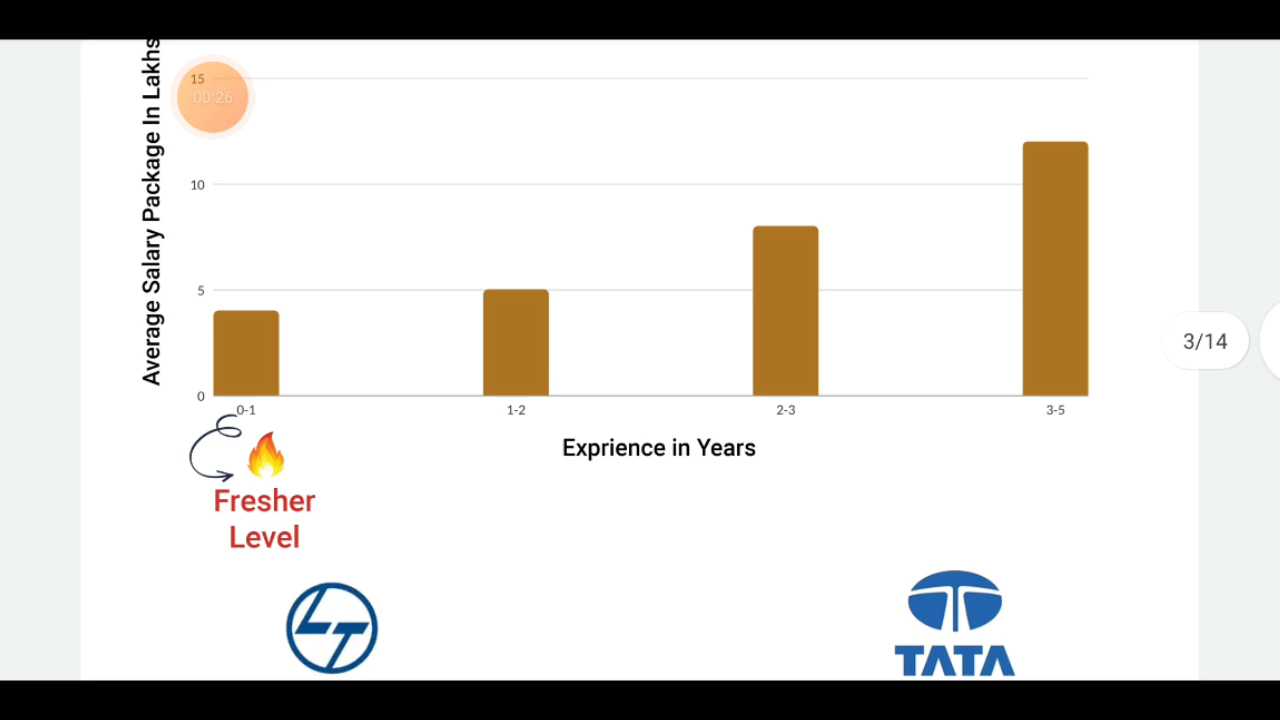 Average Salary Package In Lakhs
15
00:26
10
5
0
0-1 1-2 2-3 3-5
Exprience in Years
3/14
Fresher
Level
LT
TATA